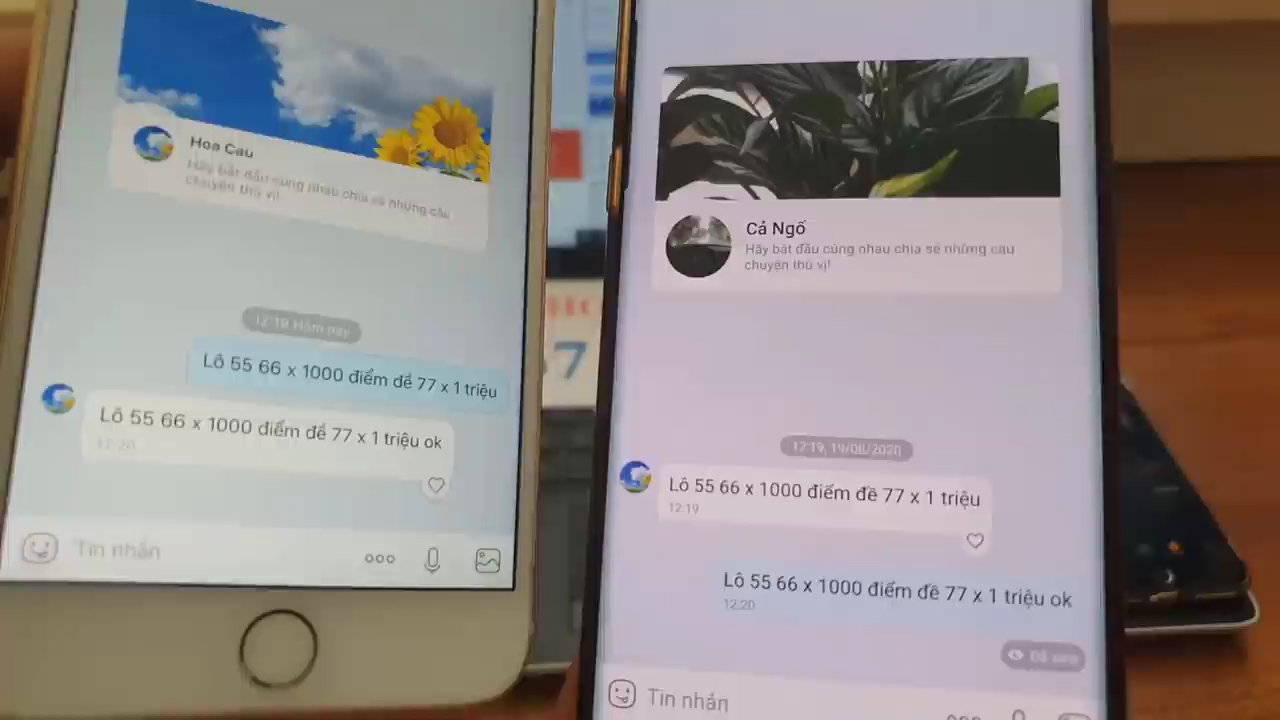 Hoa Cau
Hãy bắt đầu cùng nhau chia sẻ những câu
chuyện thú vị!
12:19 Hôm nay
Lô 55 66 x 1000 điểm đề 77 x 1 triệu
Lô 55 66 x 1000 điểm đề 77 x 1 triệu ok
12:20
Tin nhắn
Cả Ngố
Hãy bắt đầu cùng nhau chia sẻ những câu
chuyện thú vị!
12:19, 19/06/2020
Lô 55 66 x 1000 điểm đề 77 x 1 triệu
12:19
Lô 55 66 x 1000 điểm đề 77 x 1 triệu ok
12:20
Đã xem
Tin nhắn